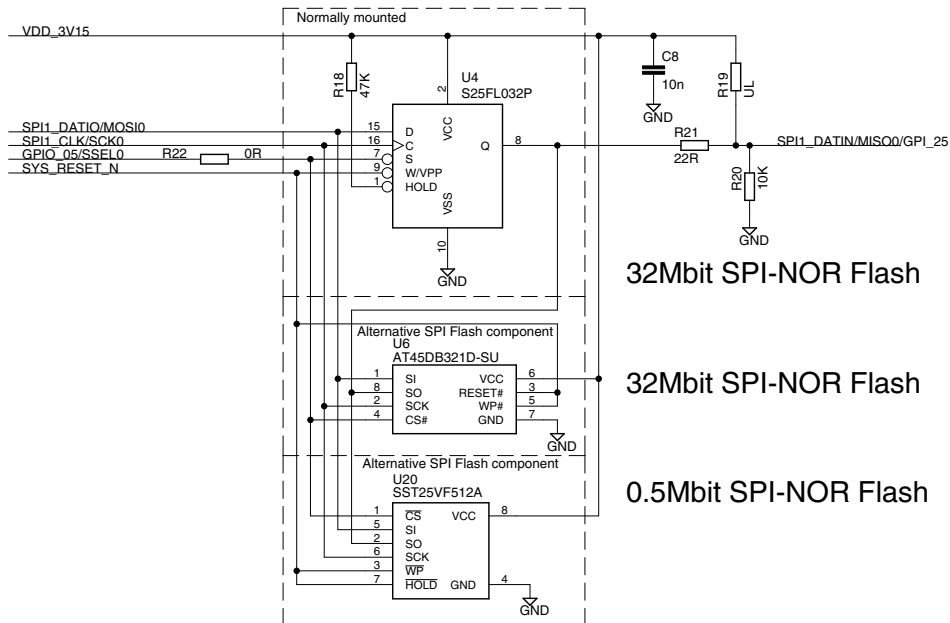 Normally mounted
VDD_3V15
R18
47K
U4
S25FL032P
C8
10n
GND
R19
UL
2
VCC
SPI1_DATIO/MOSI0
15
D
SPI1_CLK/SCK0
16
C
Q
8
GPIO_05/SSEL0
R22
0R
7
S
SYS_RESET_N
9
W/VPP
1
HOLD
VSS
10
GND
R21
22R
SPI1_DATIN/MISO0/GPI_25
R20
10K
GND
32Mbit SPI-NOR Flash
Alternative SPI Flash component
U6
AT45DB321D-SU
1 SI VCC 6
8 SO RESET# 3
2 SCK WP# 5
4 CS# GND 7
GND
32Mbit SPI-NOR Flash
Alternative SPI Flash component
U20
SST25VF512A
1 CS VCC 8
5 SI
2 SO
6 SCK
3 WP
7 HOLD GND 4
GND
0.5Mbit SPI-NOR Flash